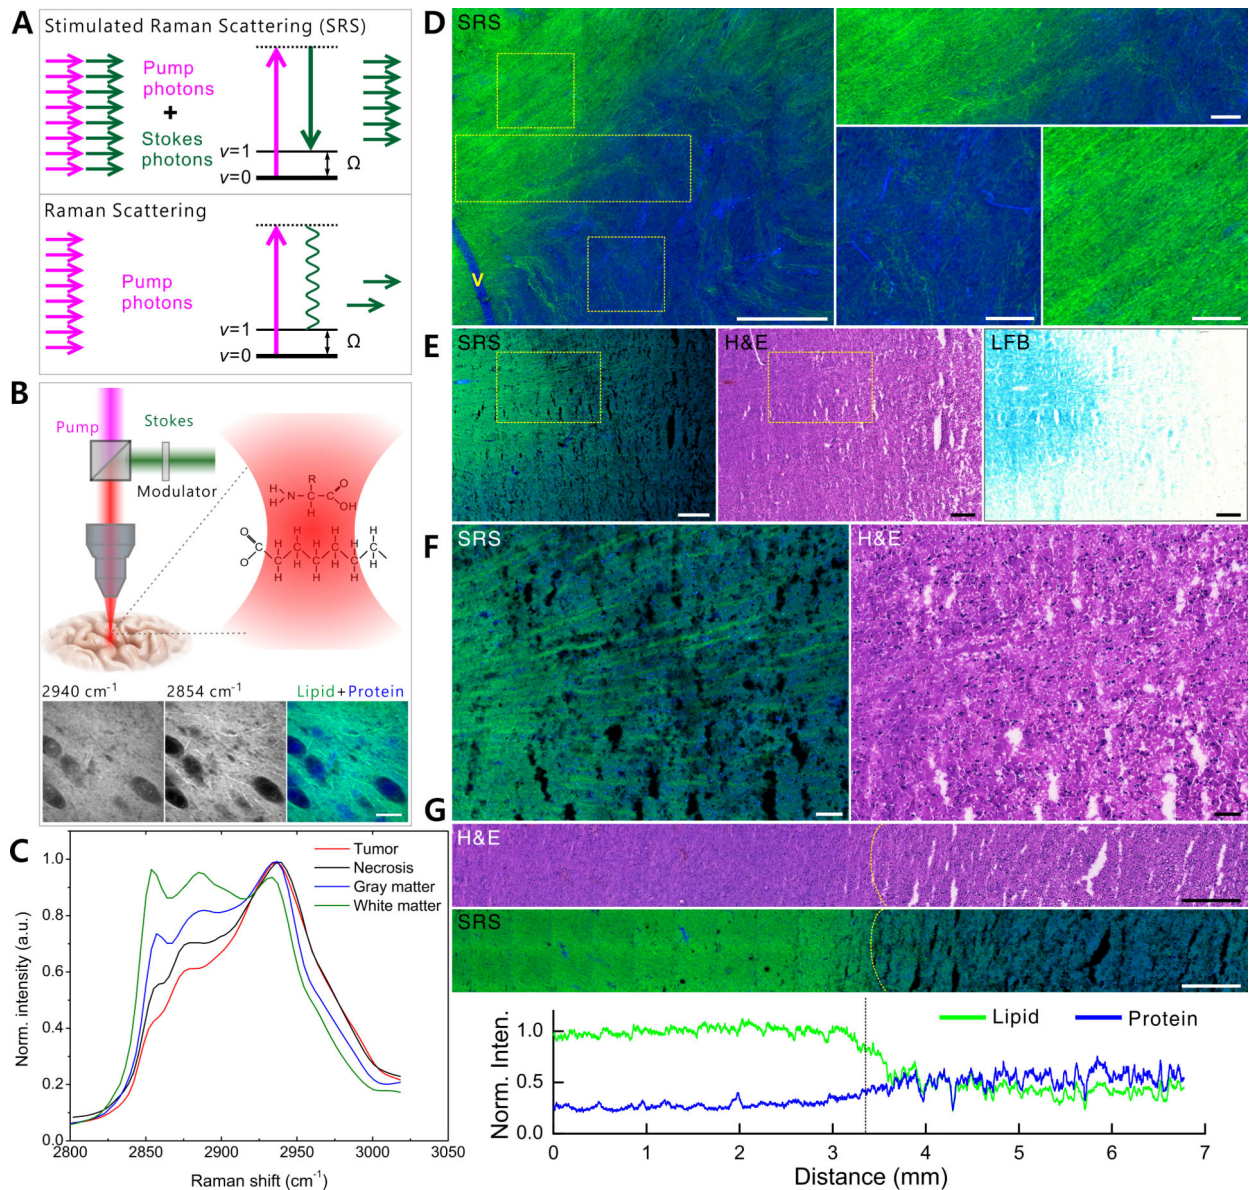 A
Stimulated Raman Scattering (SRS)
Pump
photons
+
Stokes
photons
v=1
v=0
Ω
Raman Scattering
Pump
photons
v=1
v=0
Ω
B
Pump
Stokes
Modulator
H
H
N
R
C
H
C
O
OH
O
O
C
C
H
H
C
H
H
C
H
H
C
H
H
C
H
H
C
H
H
C
H
H
2940 cm⁻¹
2854 cm⁻¹
Lipid+Protein
C
Tumor
Necrosis
Gray matter
White matter
Norm. intensity (a.u.)
1.0
0.8
0.6
0.4
0.2
0.0
2800
2850
2900
2950
3000
3050
Raman shift (cm⁻¹)
D
SRS
V
E
SRS
H&E
LFB
F
SRS
H&E
G
H&E
SRS
Lipid
Protein
Norm. Inten.
1.0
0.5
0.0
0
1
2
3
4
5
6
7
Distance (mm)